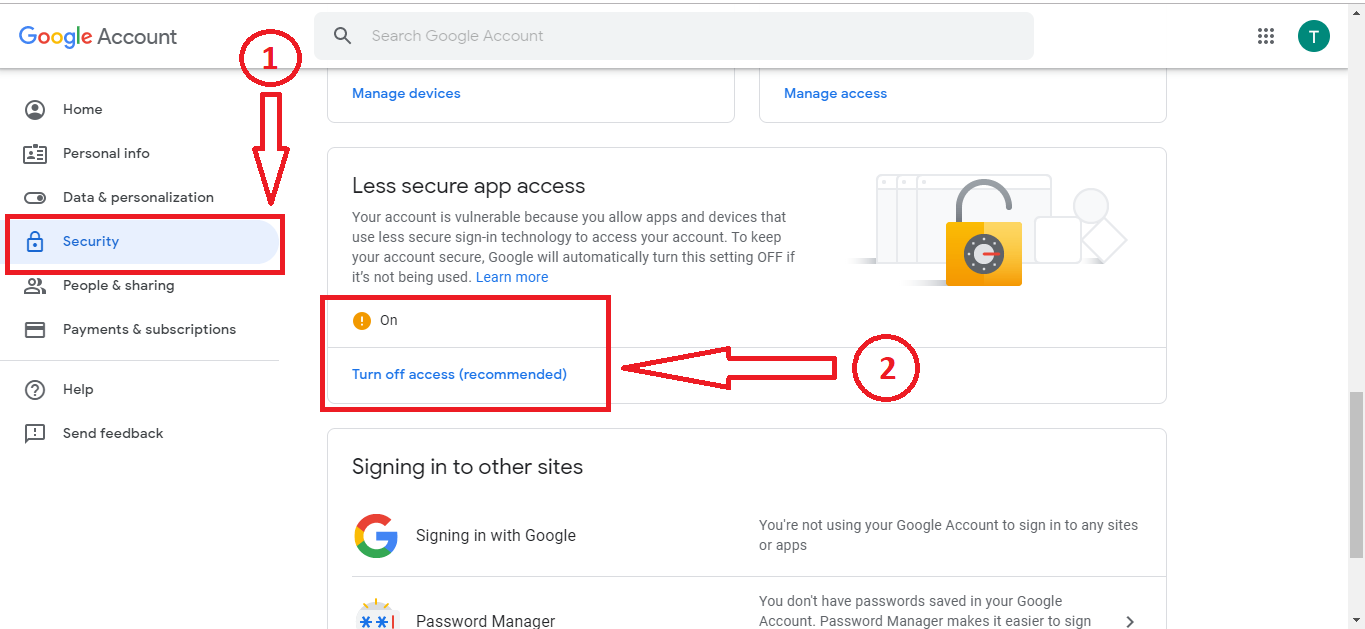 Google Account
Search Google Account
T
1
Home
Personal info
Data & personalization
Security
People & sharing
Payments & subscriptions
Help
Send feedback
Manage devices
Manage access
Less secure app access
Your account is vulnerable because you allow apps and devices that
use less secure sign-in technology to access your account. To keep
your account secure, Google will automatically turn this setting OFF if
it's not being used. Learn more
! On
Turn off access (recommended)
2
Signing in to other sites
G Signing in with Google
You're not using your Google Account to sign in to any sites
or apps
**| Password Manager
You don't have passwords saved in your Google
Account. Password Manager makes it easier to sign